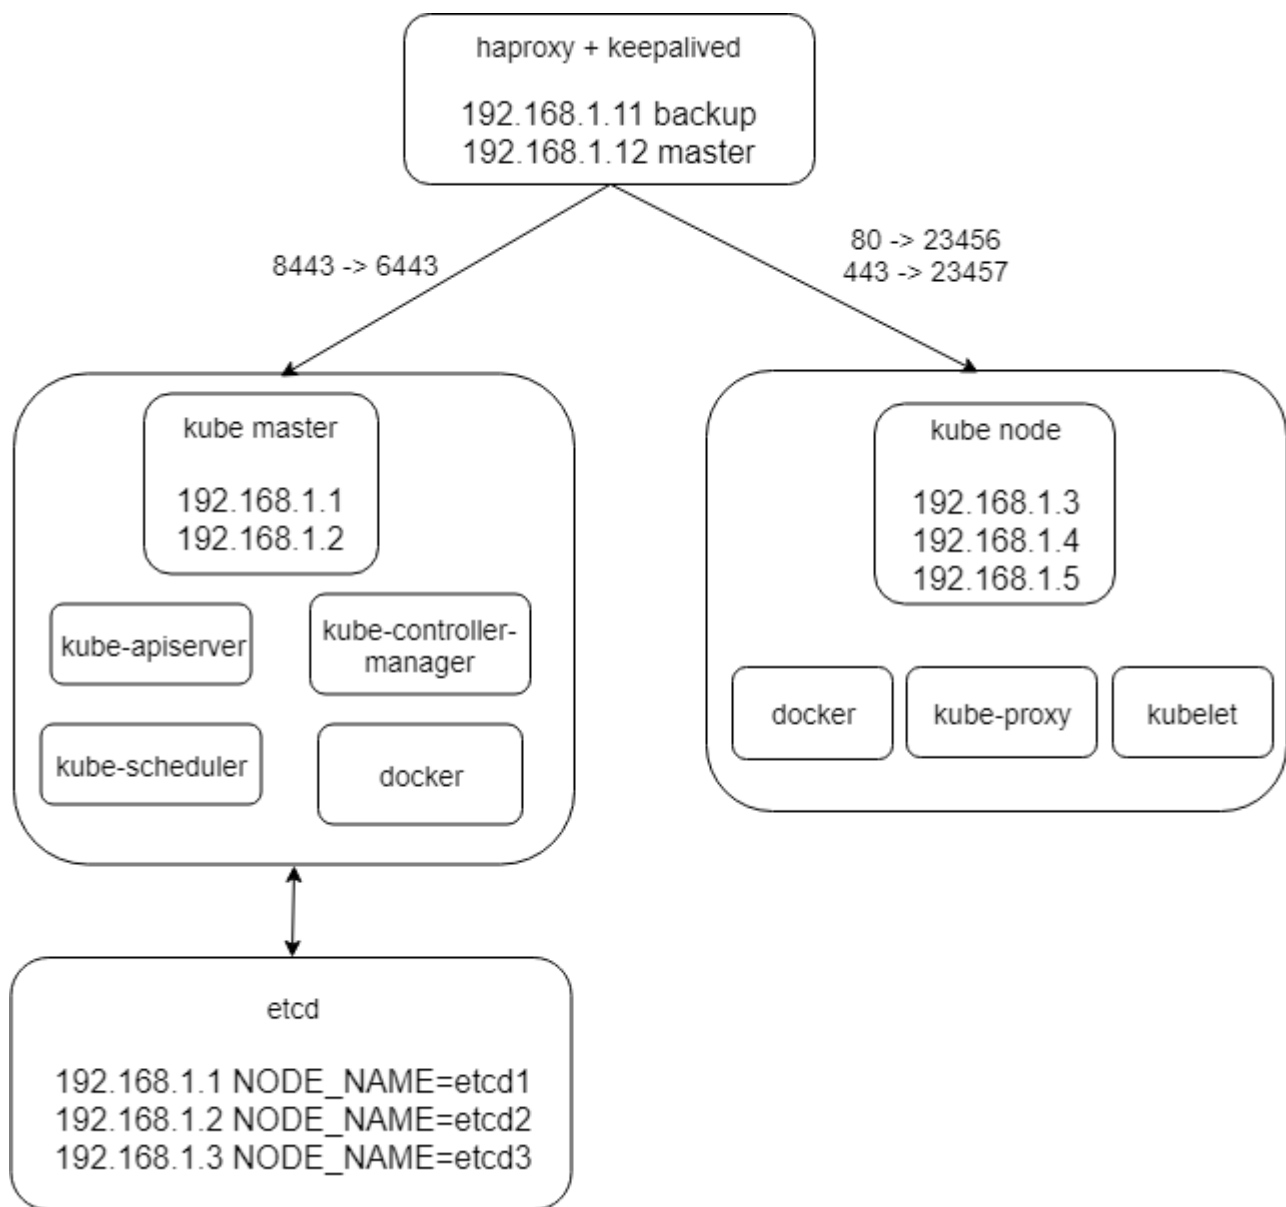 haproxy + keepalived
192.168.1.11 backup
192.168.1.12 master
8443 -> 6443
80 -> 23456
443 -> 23457
kube master
192.168.1.1
192.168.1.2
kube-apiserver
kube-controller-
manager
kube-scheduler
docker
kube node
192.168.1.3
192.168.1.4
192.168.1.5
docker
kube-proxy
kubelet
etcd
192.168.1.1 NODE_NAME=etcd1
192.168.1.2 NODE_NAME=etcd2
192.168.1.3 NODE_NAME=etcd3